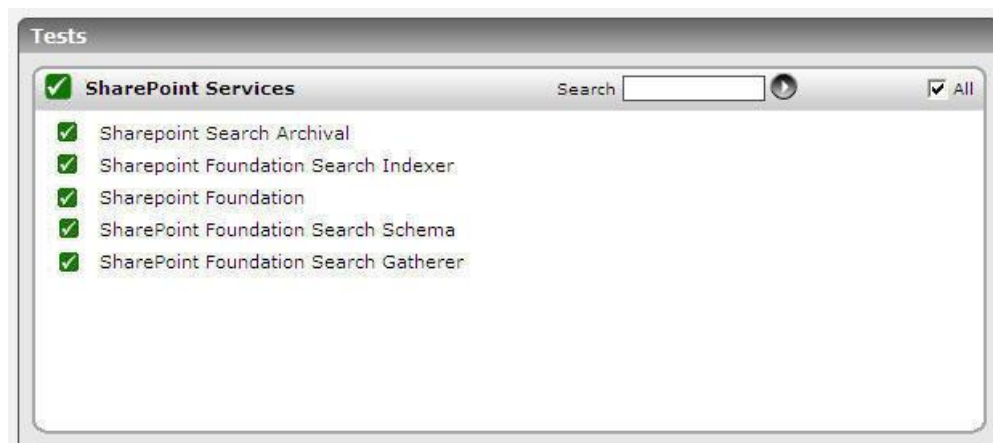 Tests
SharePoint Services Search All
Sharepoint Search Archival
Sharepoint Foundation Search Indexer
Sharepoint Foundation
SharePoint Foundation Search Schema
SharePoint Foundation Search Gatherer